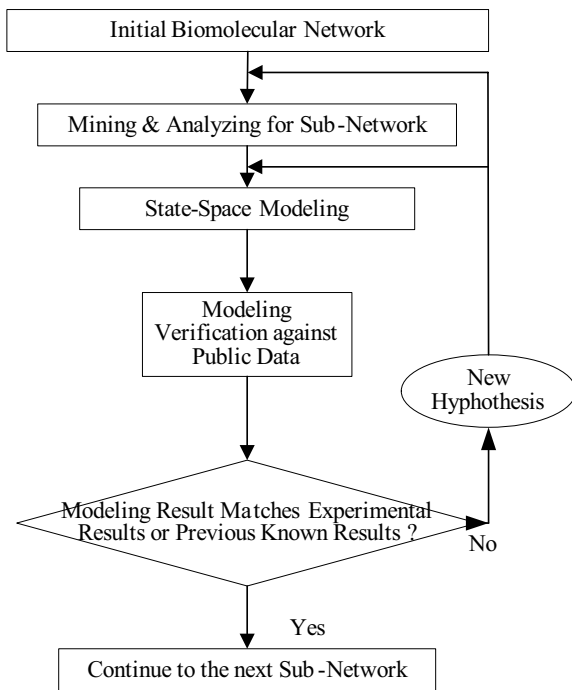 Initial Biomolecular Network
Mining & Analyzing for Sub-Network
State-Space Modeling
Modeling
Verification against
Public Data
New
Hyphothesis
Modeling Result Matches Experimental
Results or Previous Known Results ?
No
Yes
Continue to the next Sub-Network